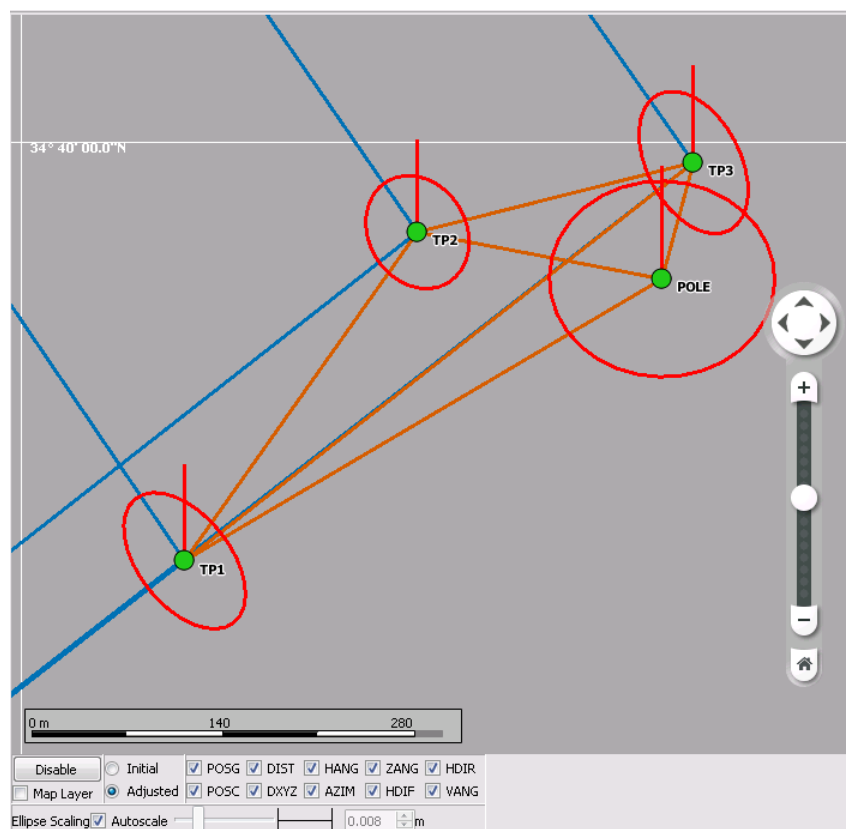 34° 40' 00.0"N
TP3
TP2
POLE
+
TP1
−
0 m 140 280
Disable Initial POSG DIST HANG ZANG HDIR
Map Layer Adjusted POSC DXYZ AZIM HDIF VANG
Ellipse Scaling Autoscale 0.008 m